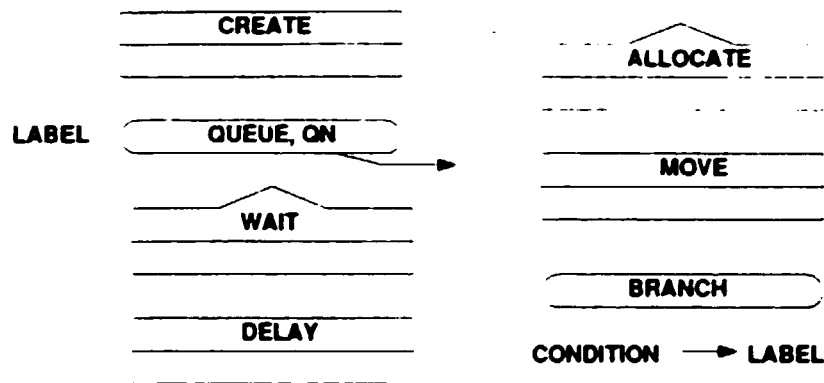 CREATE
LABEL QUEUE, QN
WAIT
DELAY
ALLOCATE
MOVE
BRANCH
CONDITION LABEL